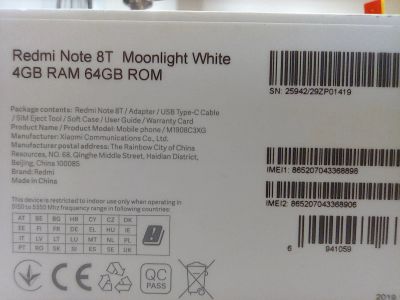 Redmi Note 8T Moonlight White
4GB RAM 64GB ROM
SN: 25942/29ZP01419
Package contents: Redmi Note 8T / Adapter / USB Type-C Cable
/ SIM Eject Tool / Soft Case / User Guide / Warranty Card
Product Name / Product Model: Mobile phone / M1908C3XG
Manufacturer: Xiaomi Communications Co., Ltd.
Manufacturer postal address: The Rainbow City of China
Resources, NO. 68, Qinghe Middle Street, Haidian District,
Beijing, China 100085
Brand: Redmi
Made in China
IMEI1: 865207043368898
IMEI2: 865207043368906
This device is restricted to indoor use only when operating in
5150 to 5350 Mhz frequency range in following countries:
AT BE BG HR CY CZ DK
EE FI FR DE EL HU IE
IT LV LT LU MT NL PL
PT RO SK SI ES SE UK
6 941059
CE
QC
PASS
2019